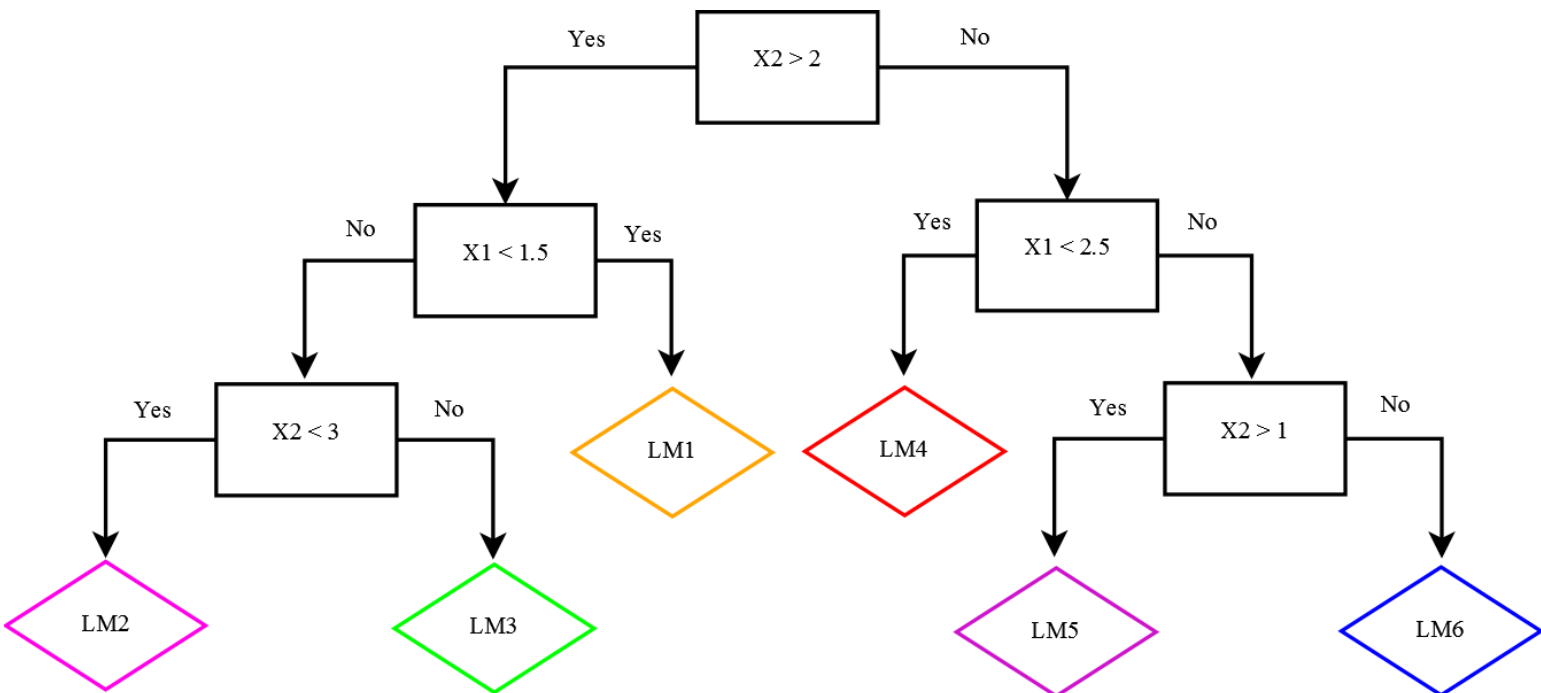 Yes
X2 > 2
No
No
X1 < 1.5
Yes
Yes
X1 < 2.5
No
Yes
X2 < 3
No
LM1
LM4
Yes
X2 > 1
No
LM2
LM3
LM5
LM6